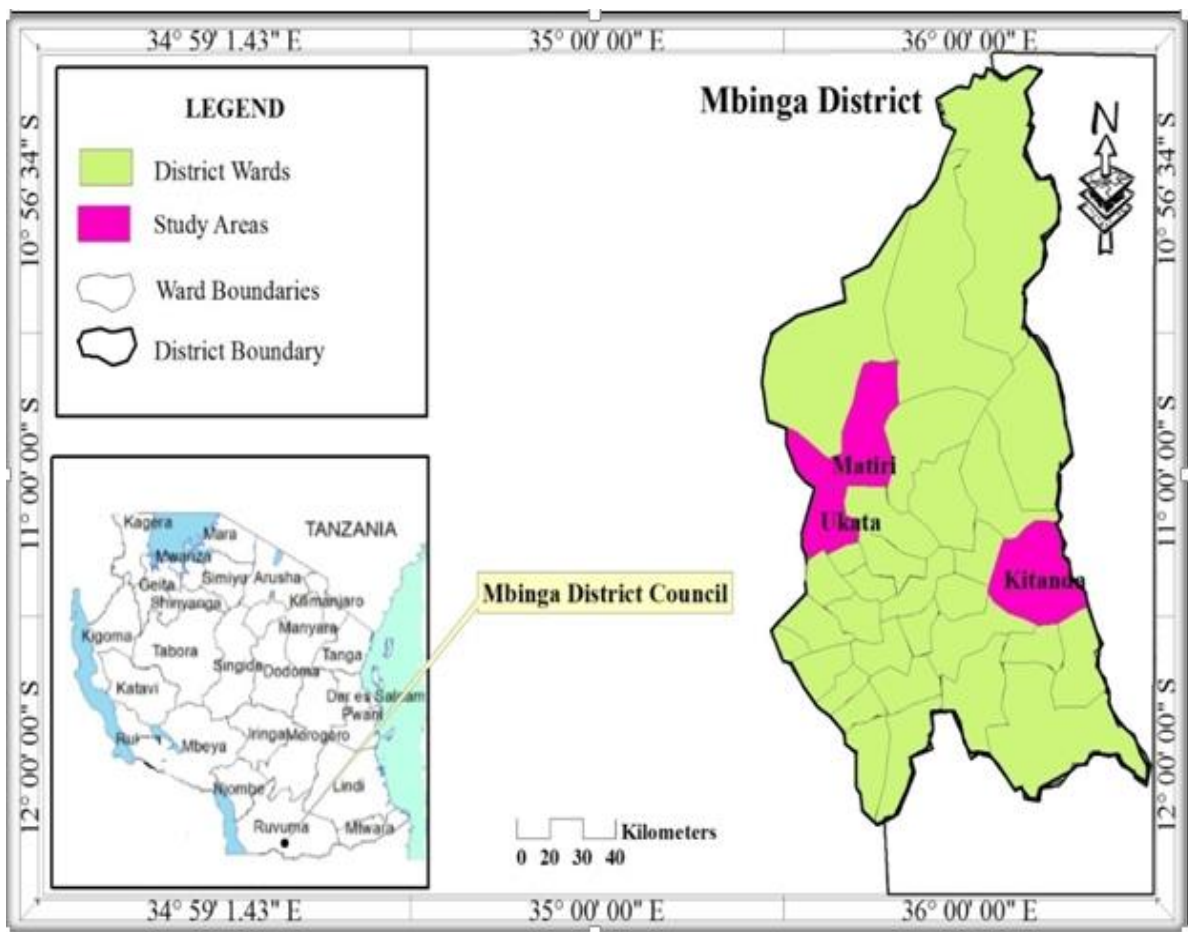 34° 59' 1.43" E
35° 00' 00" E
36° 00' 00" E
10° 56' 34" S
11° 00' 00" S
12° 00' 00" S
LEGEND
District Wards
Study Areas
Ward Boundaries
District Boundary
Mbinga District
N
10° 56' 34" S
11° 00' 00" S
12° 00' 00" S
Matiri
Ukata
Kitanda
TANZANIA
Kagera
Mara
Mwanza
Geita
Simiyu
Arusha
Shinyanga
Kilimanjaro
Kigoma
Manyara
Tabora
Tanga
Singida
Dodoma
Katavi
Dar es Salaam
Pwani
Iringa
Morogoro
Mbeya
Njombe
Lindi
Ruvuma
Mtwara
Mbinga District Council
Kilometers
0 20 30 40
34° 59' 1.43" E
35° 00' 00" E
36° 00' 00" E